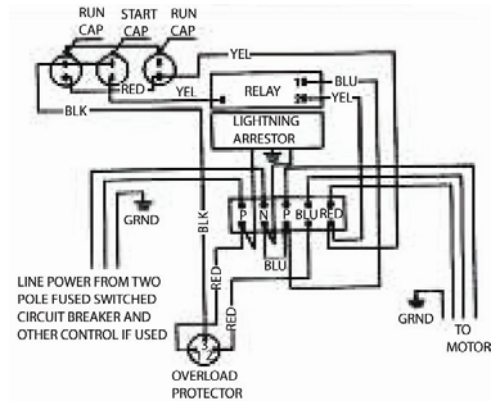 RUN
CAP
START
CAP
RUN
CAP
YEL
RED
YEL
RELAY
1
BLU
2
YEL
BLK
LIGHTNING
ARRESTOR
GRND
BLK
P N P BLU RED
BLU
RED
RED
LINE POWER FROM TWO
POLE FUSED SWITCHED
CIRCUIT BREAKER AND
OTHER CONTROL IF USED
GRND
TO
MOTOR
3
1 2
OVERLOAD
PROTECTOR